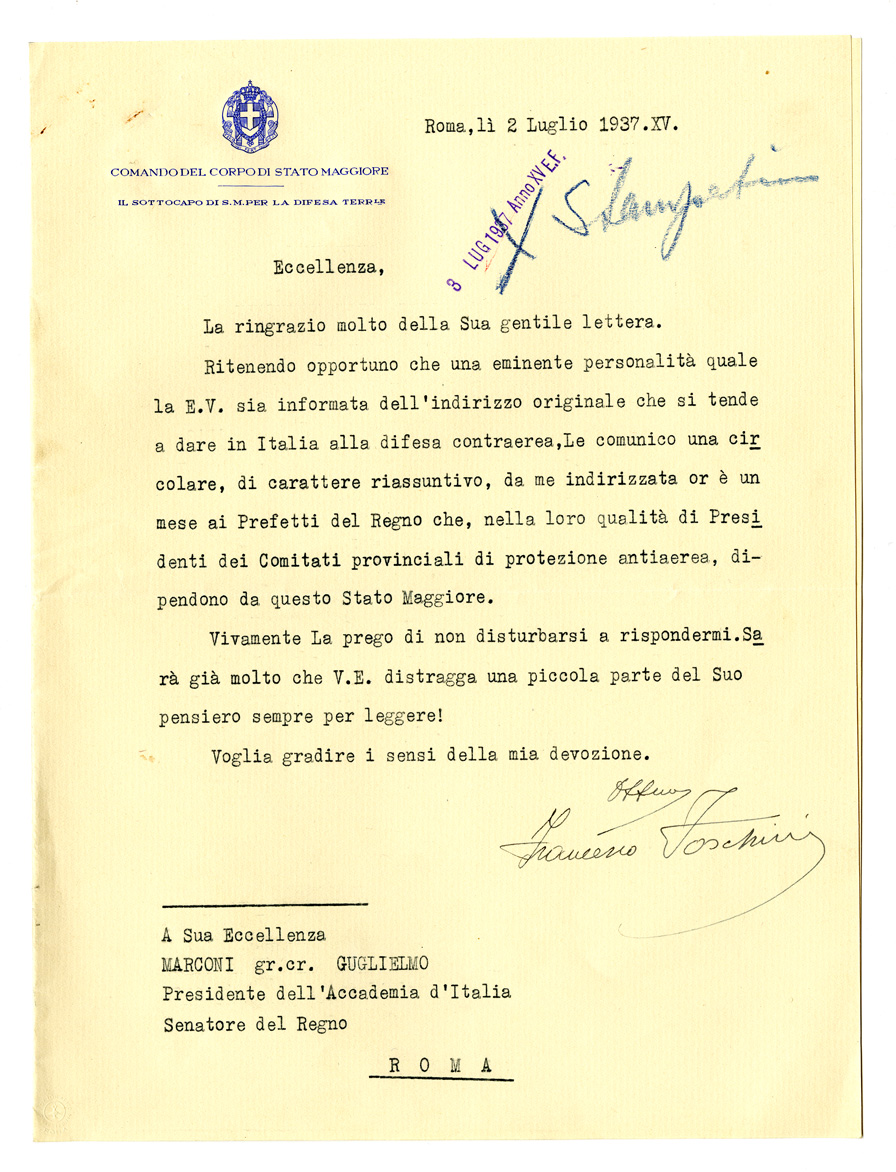 Roma,lì 2 Luglio 1937.XV.
COMANDO DEL CORPO DI STATO MAGGIORE
IL SOTTOCAPO DI S.M. PER LA DIFESA TERR.LE
3 LUG 1937 Anno XV E.F.
Eccellenza,
La ringrazio molto della Sua gentile lettera.
Ritenendo opportuno che una eminente personalità quale
la E.V. sia informata dell'indirizzo originale che si tende
a dare in Italia alla difesa contraerea,Le comunico una cir
colare, di carattere riassuntivo, da me indirizzata or è un
mese ai Prefetti del Regno che, nella loro qualità di Presi
denti dei Comitati provinciali di protezione antiaerea, di-
pendono da questo Stato Maggiore.
Vivamente La prego di non disturbarsi a rispondermi.Sa
rà già molto che V.E. distragga una piccola parte del Suo
pensiero sempre per leggere!
Voglia gradire i sensi della mia devozione.
Francesco Foschini
A Sua Eccellenza
MARCONI gr.cr. GUGLIELMO
Presidente dell'Accademia d'Italia
Senatore del Regno
R O M A